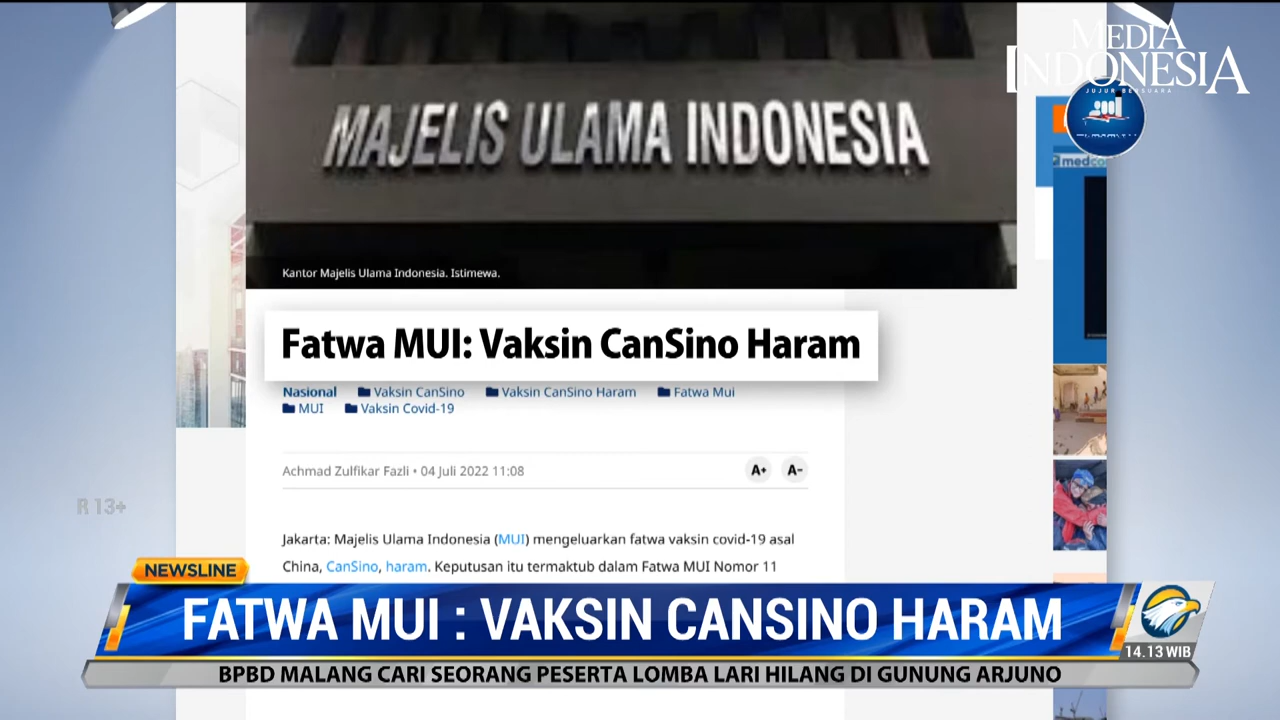 MEDIA
INDONESIA
JUJUR BERSUARA
MAJELIS ULAMA INDONESIA
Kantor Majelis Ulama Indonesia. Istimewa.
Fatwa MUI: Vaksin CanSino Haram
Nasional Vaksin CanSino Vaksin CanSino Haram Fatwa Mui
MUI Vaksin Covid-19
Achmad Zulfikar Fazli • 04 Juli 2022 11:08 A+ A-
R 13+
Jakarta: Majelis Ulama Indonesia (MUI) mengeluarkan fatwa vaksin covid-19 asal
China, CanSino, haram. Keputusan itu termaktub dalam Fatwa MUI Nomor 11
NEWSLINE
FATWA MUI : VAKSIN CANSINO HARAM
14.13 WIB
BPBD MALANG CARI SEORANG PESERTA LOMBA LARI HILANG DI GUNUNG ARJUNO